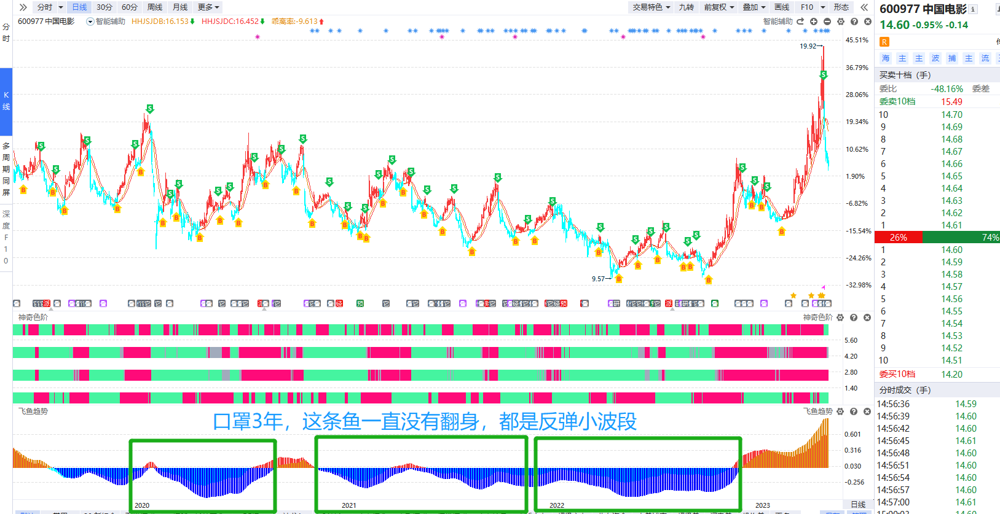 分时 日线 30分 60分 周线 月线 更多 交易特色 九转 前复权 叠加 画线 F10 形态
600977 中国电影
14.60 -0.95% -0.14
R
海 主 主 波 捕 主 流
600977 中国电影 智能辅助 HHJSJDB:16.153 HHJSJDC:16.452 乖离率:-9.613 智能辅助
分时
K线
多周期同屏
深度F10
45.51%
36.79%
28.06%
19.34%
10.62%
1.90%
-6.82%
-15.54%
-24.26%
-32.98%
19.92→
9.57→
神奇色阶 神奇色阶
5.60
4.20
2.80
1.40
飞鱼趋势 飞鱼趋势
口罩3年，这条鱼一直没有翻身，都是反弹小波段
0.601
0.316
0.030
-0.256
2020 2021 2022 2023 日线
买卖十档 (手)
委比 -48.16% 委差
委卖10档 15.49
10 14.70
9 14.69
8 14.68
7 14.67
6 14.66
5 14.65
4 14.64
3 14.63
2 14.62
1 14.61
26% 74%
1 14.60
2 14.59
3 14.58
4 14.57
5 14.56
6 14.55
7 14.54
8 14.53
9 14.52
10 14.51
委买10档 14.20
分时成交 (手)
14:56:36 14.59
14:56:39 14.60
14:56:42 14.60
14:56:45 14.61
14:56:48 14.60
14:56:51 14.60
14:56:54 14.60
14:56:57 14.60
14:57:00 14.61